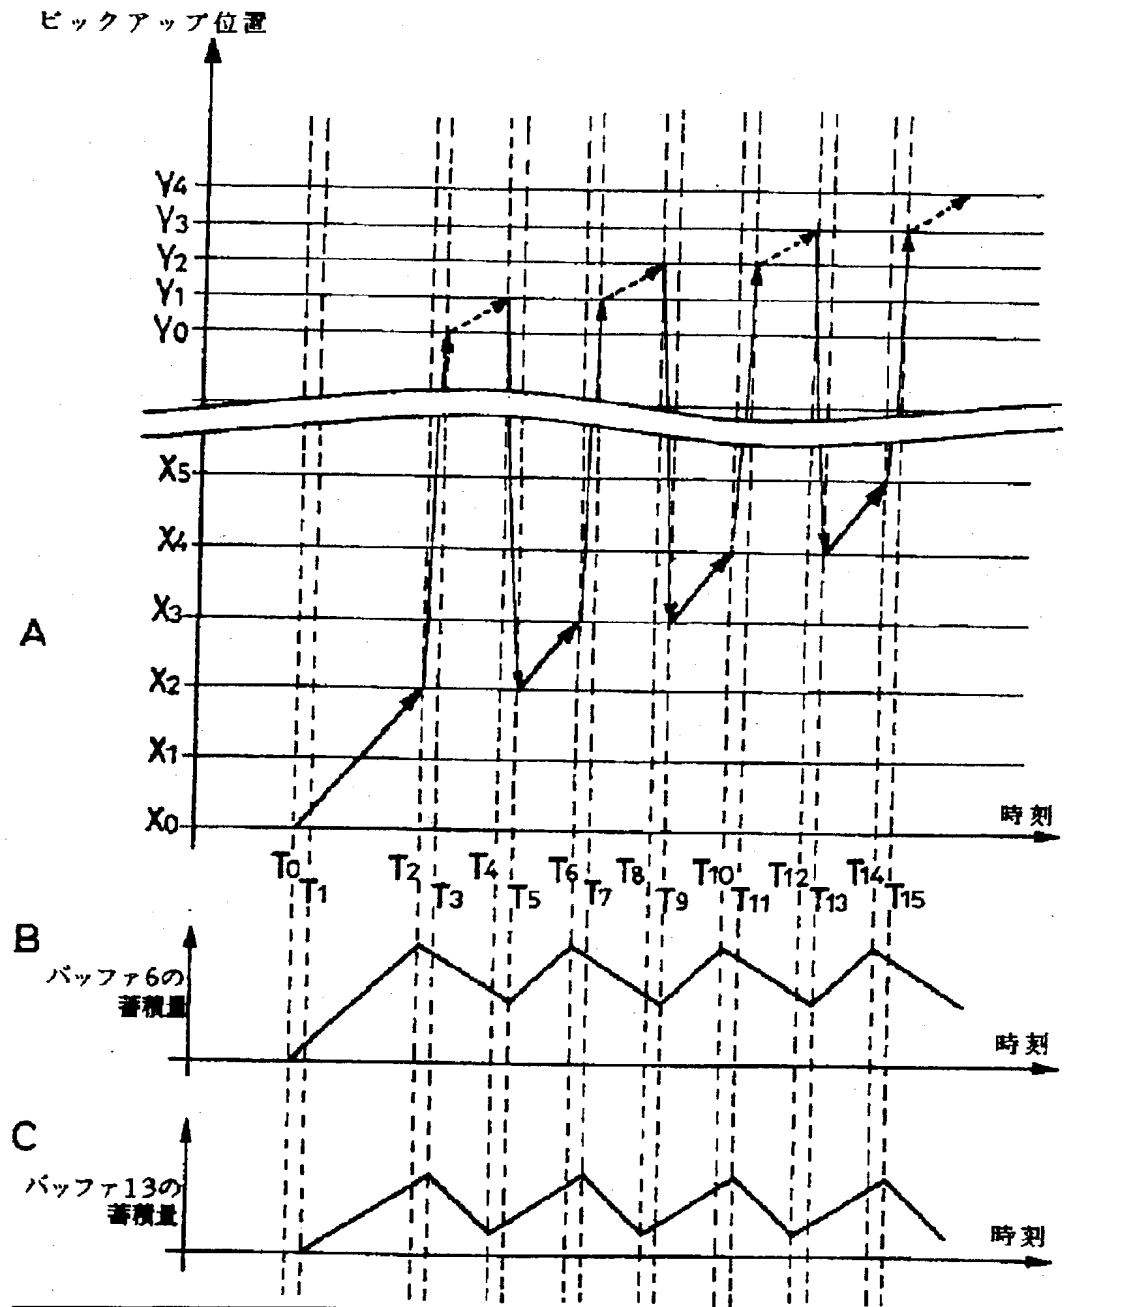 ピックアップ位置
Y4
Y3
Y2
Y1
Y0
X5
X4
X3
A
X2
X1
X0
時刻
T0 T2 T4 T6 T8 T10 T12 T14
T1 T3 T5 T7 T9 T11 T13 T15
B
バッファ6の
蓄積量
時刻
C
バッファ13の
蓄積量
時刻